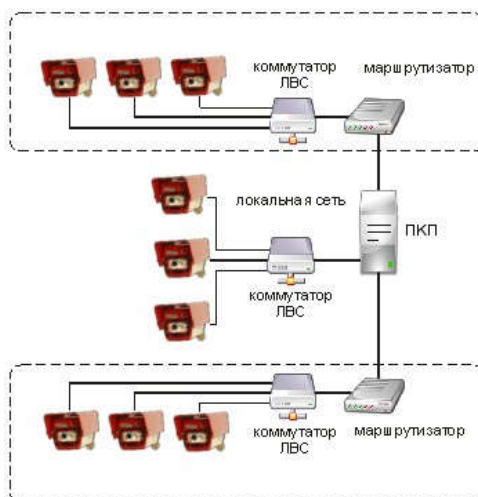 коммутатор
ЛВС
маршрутизатор
локальная сеть
ПКП
коммутатор
ЛВС
коммутатор
ЛВС
маршрутизатор